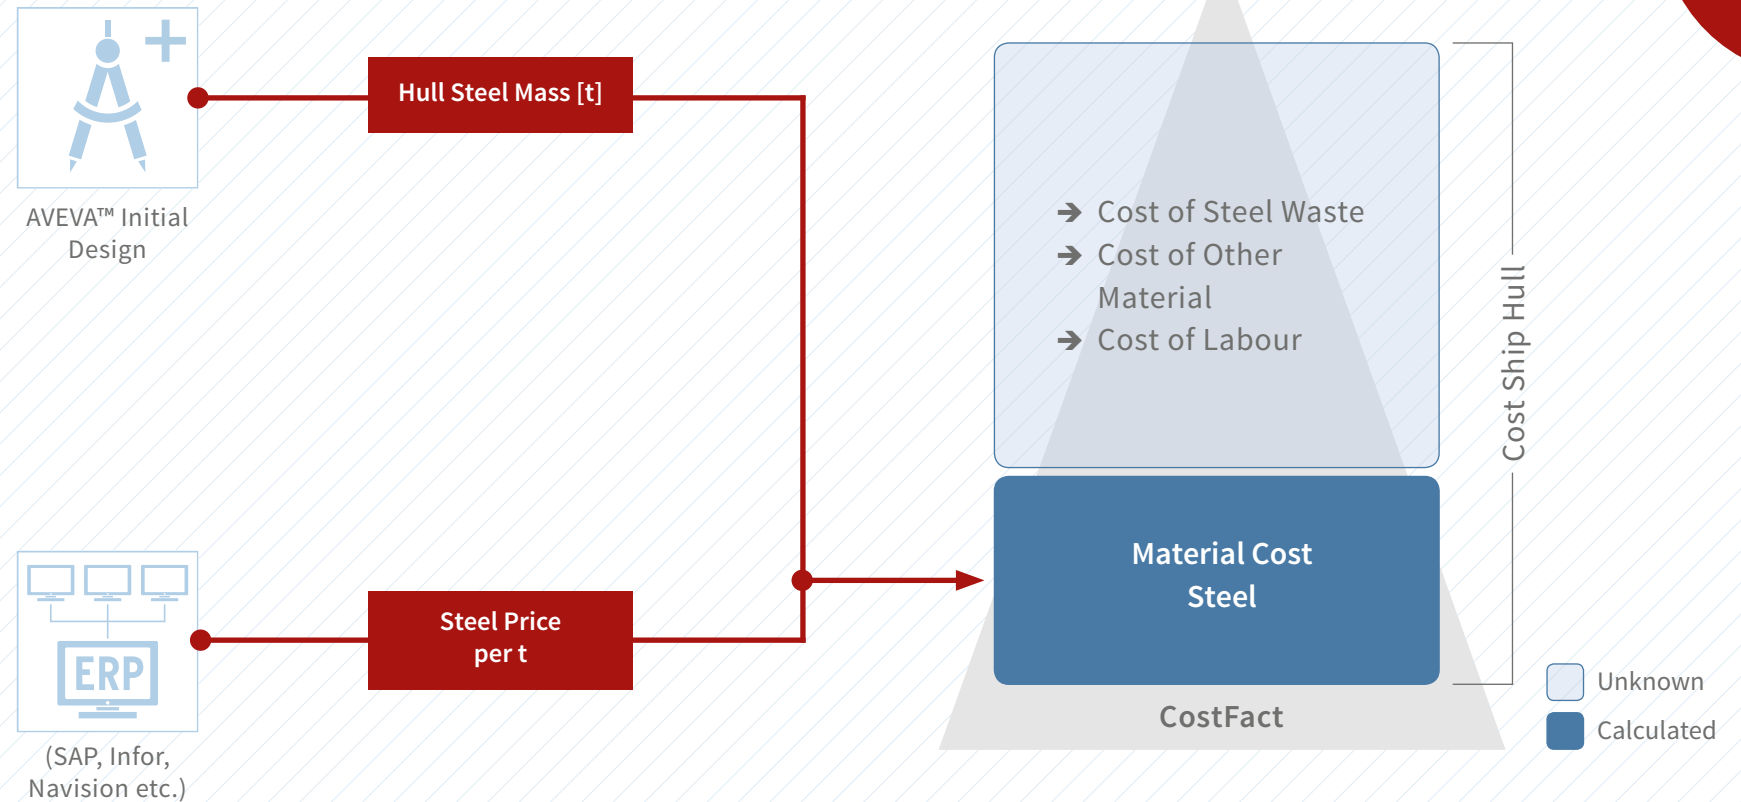 Hull Steel Mass [t]
AVEVA™ Initial
Design
➔ Cost of Steel Waste
➔ Cost of Other
Material
➔ Cost of Labour
Cost Ship Hull
Material Cost
Steel
Steel Price
per t
ERP
(SAP, Infor,
Navision etc.)
CostFact
Unknown
Calculated